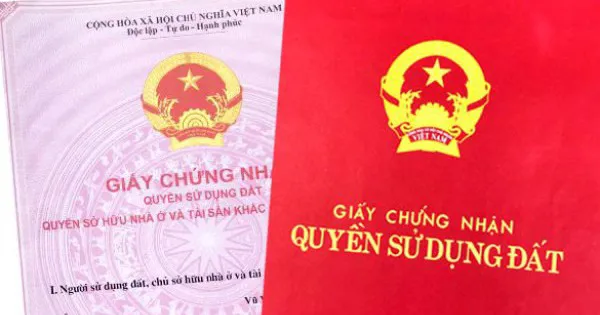 CỘNG HÒA XÃ HỘI CHỦ NGHĨA VIỆT NAM
Độc lập - Tự do - Hạnh phúc
GIẤY CHỨNG NHẬ
QUYỀN SỬ DỤNG ĐẤT
QUYỀN SỞ HỮU NHÀ Ở VÀ TÀI SẢN KHÁC
I. Người sử dụng đất, chủ sở hữu nhà ở và tài
VIỆT NAM
GIẤY CHỨNG NHẬN
QUYỀN SỬ DỤNG ĐẤT